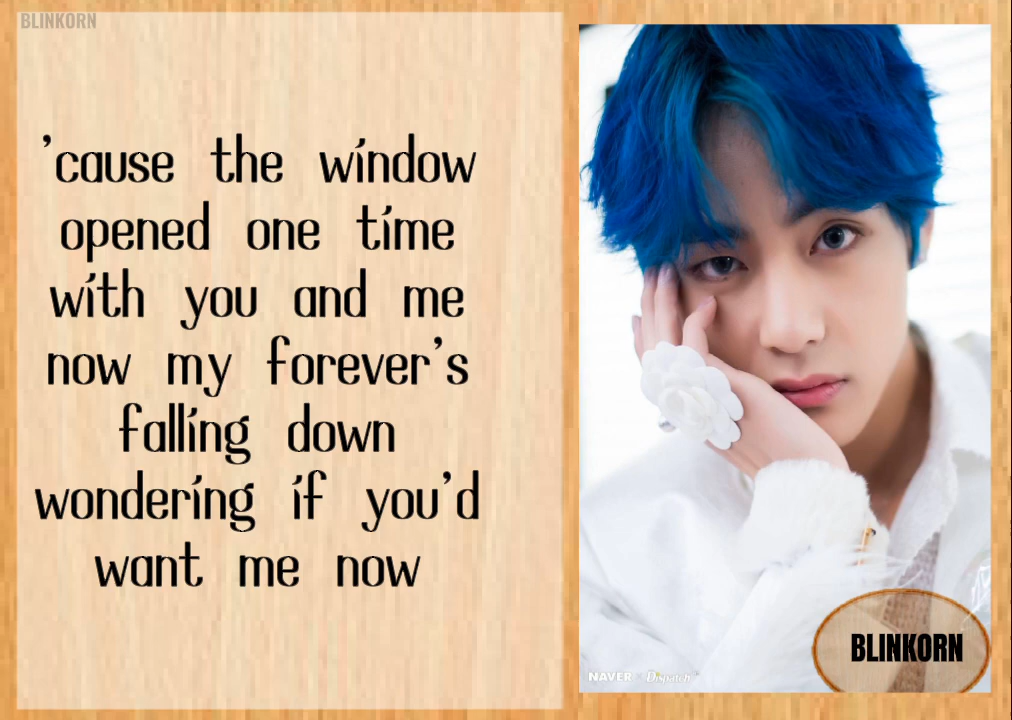 BLINKORN
'cause the window
opened one time
with you and me
now my forever's
falling down
wondering if you'd
want me now
BLINKORN
NAVER × Dispatch